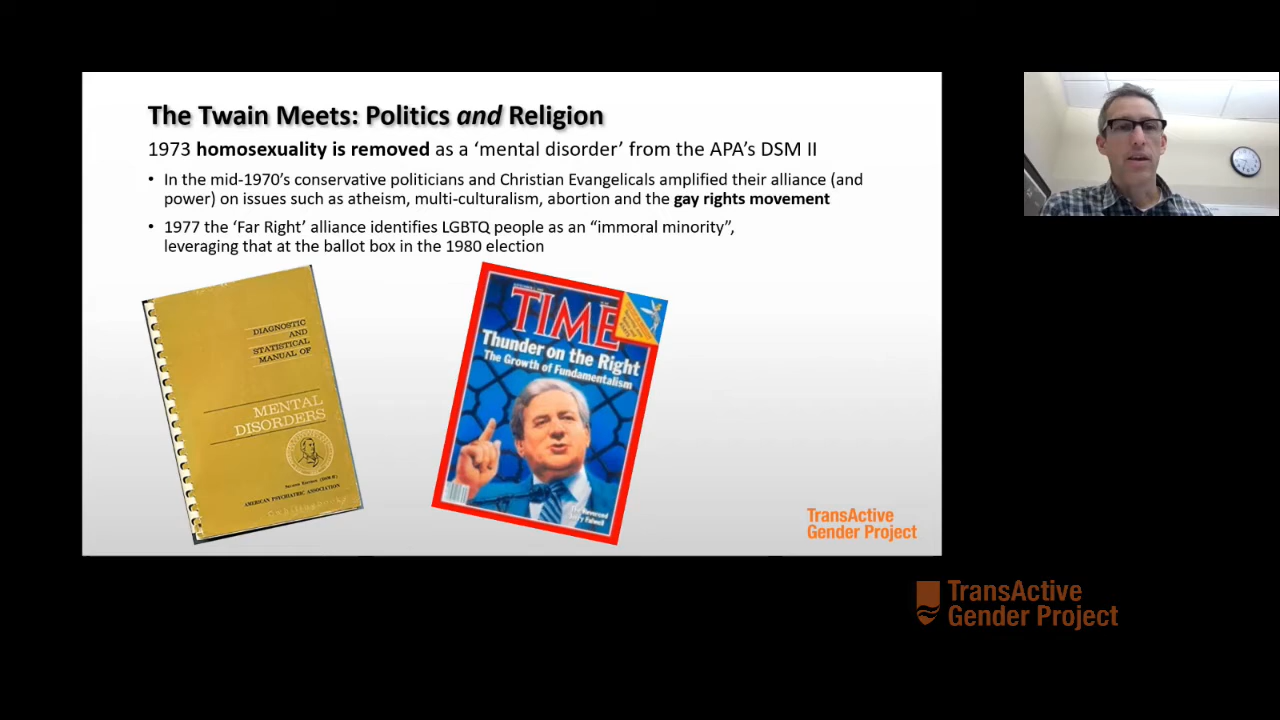 The Twain Meets: Politics and Religion
1973 homosexuality is removed as a ‘mental disorder’ from the APA’s DSM II
• In the mid-1970’s conservative politicians and Christian Evangelicals amplified their alliance (and
power) on issues such as atheism, multi-culturalism, abortion and the gay rights movement
• 1977 the ‘Far Right’ alliance identifies LGBTQ people as an “immoral minority”,
leveraging that at the ballot box in the 1980 election
DIAGNOSTIC
AND
STATISTICAL
MANUAL OF
MENTAL
DISORDERS
AMERICAN PSYCHIATRIC ASSOCIATION
TIME
Thunder on the Right
The Growth of Fundamentalism
TransActive
Gender Project
TransActive
Gender Project